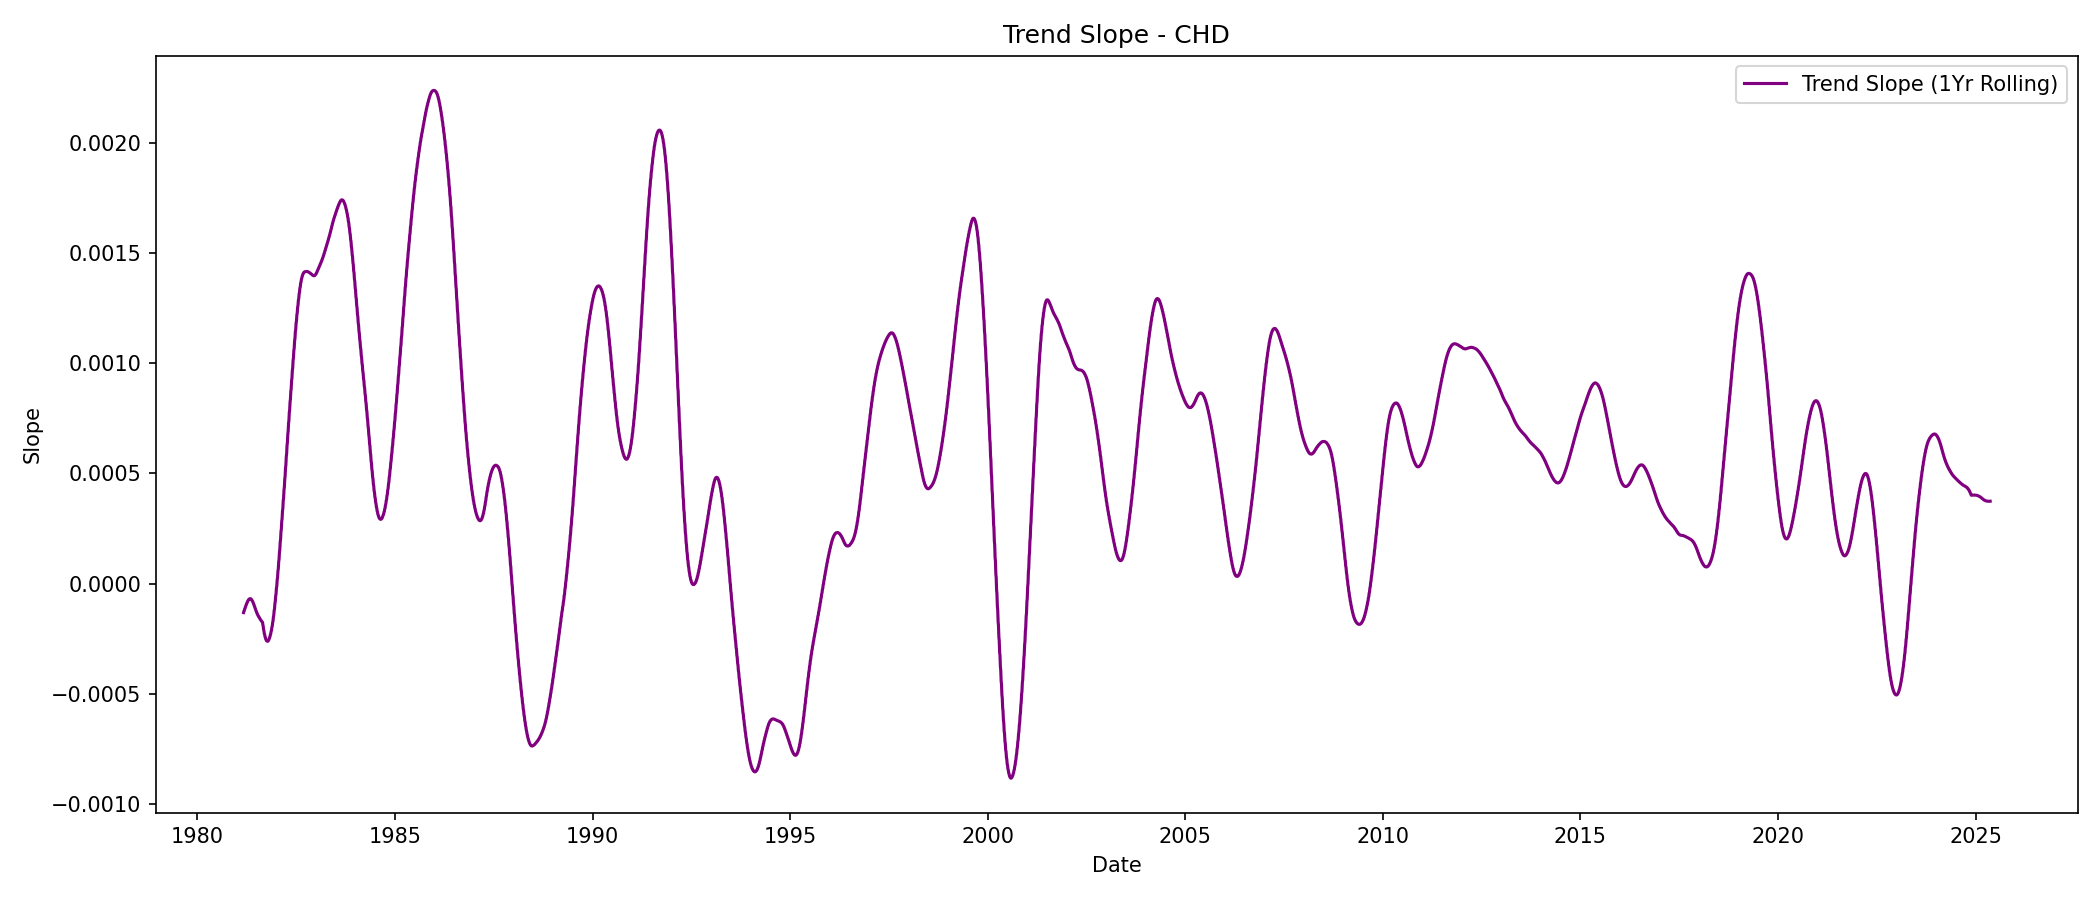 Trend Slope - CHD
Trend Slope (1Yr Rolling)
0.0020
0.0015
0.0010
0.0005
0.0000
−0.0005
−0.0010
Slope
1980 1985 1990 1995 2000 2005 2010 2015 2020 2025
Date